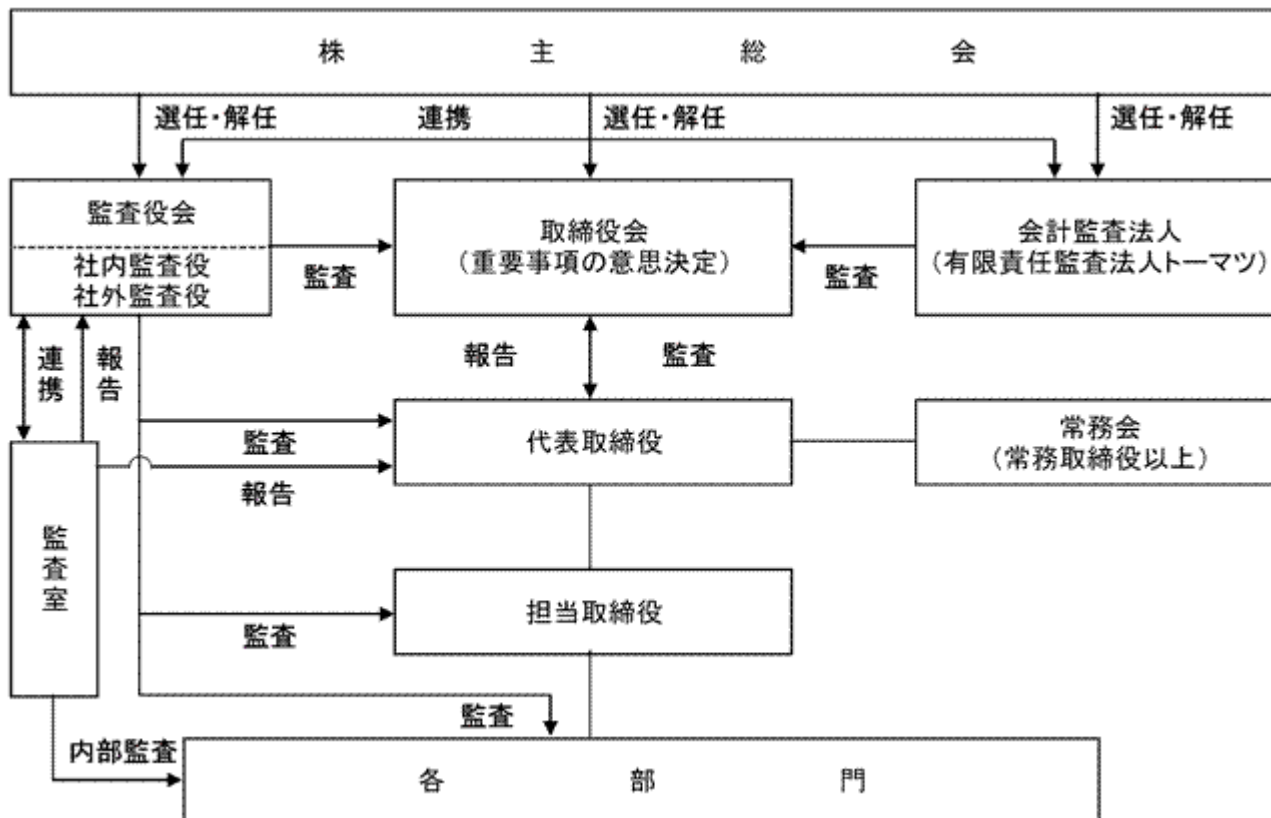 株主総会
選任・解任
連携
選任・解任
選任・解任
監査役会
社内監査役
社外監査役
監査
取締役会
（重要事項の意思決定）
監査
会計監査法人
（有限責任監査法人トーマツ）
連携
報告
報告
監査
監査
代表取締役
常務会
（常務取締役以上）
報告
監査室
担当取締役
監査
監査
内部監査
各部門